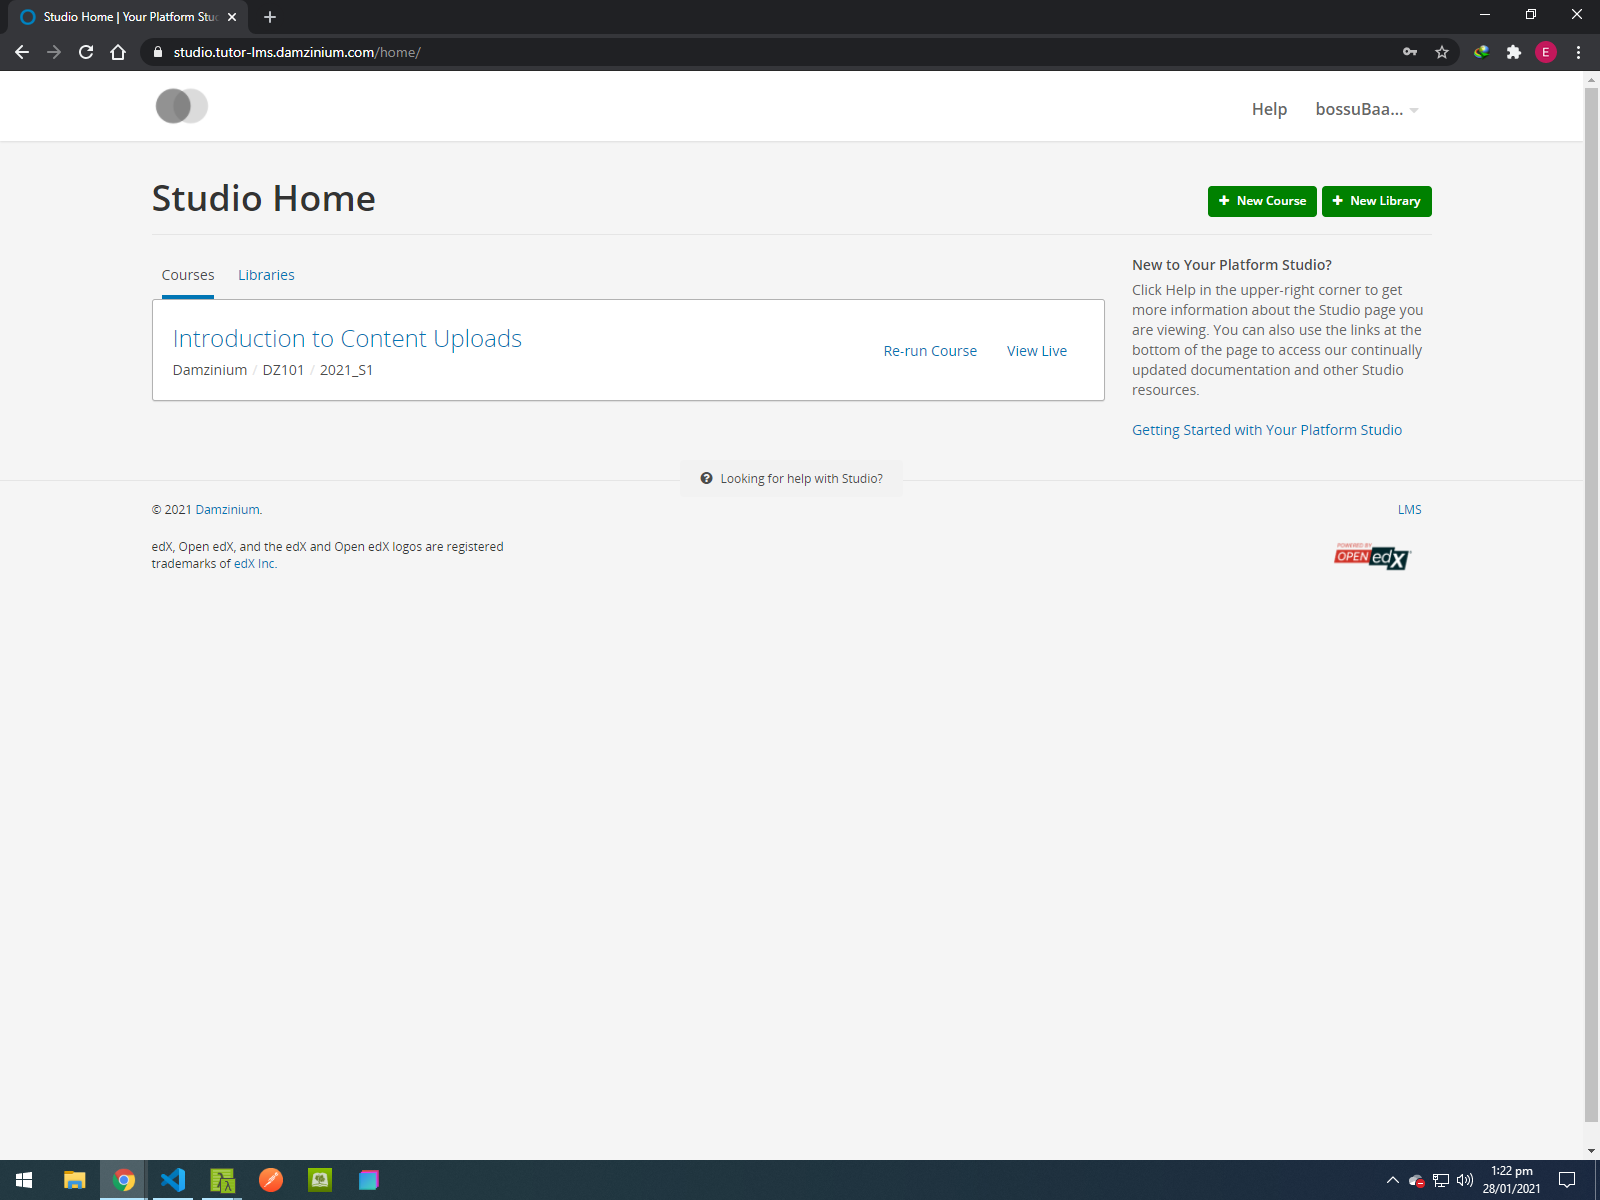 Studio Home | Your Platform Stu
studio.tutor-lms.damzinium.com/home/
E
Help
bossuBaa...
Studio Home
New Course
New Library
Courses
Libraries
Introduction to Content Uploads
Damzinium / DZ101 / 2021_S1
Re-run Course
View Live
New to Your Platform Studio?
Click Help in the upper-right corner to get
more information about the Studio page you
are viewing. You can also use the links at the
bottom of the page to access our continually
updated documentation and other Studio
resources.
Getting Started with Your Platform Studio
Looking for help with Studio?
© 2021 Damzinium.
LMS
edX, Open edX, and the edX and Open edX logos are registered
trademarks of edX Inc.
POWERED BY
OPEN edX
1:22 pm
28/01/2021